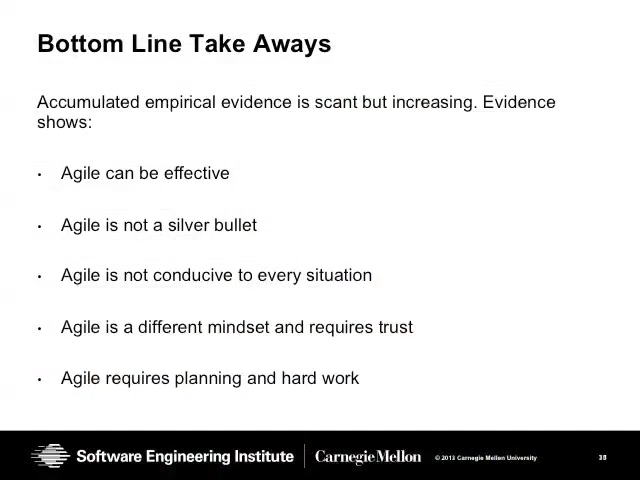 Bottom Line Take Aways
Accumulated empirical evidence is scant but increasing. Evidence
shows:
• Agile can be effective
• Agile is not a silver bullet
• Agile is not conducive to every situation
• Agile is a different mindset and requires trust
• Agile requires planning and hard work
Software Engineering Institute
Carnegie Mellon
© 2013 Carnegie Mellon University